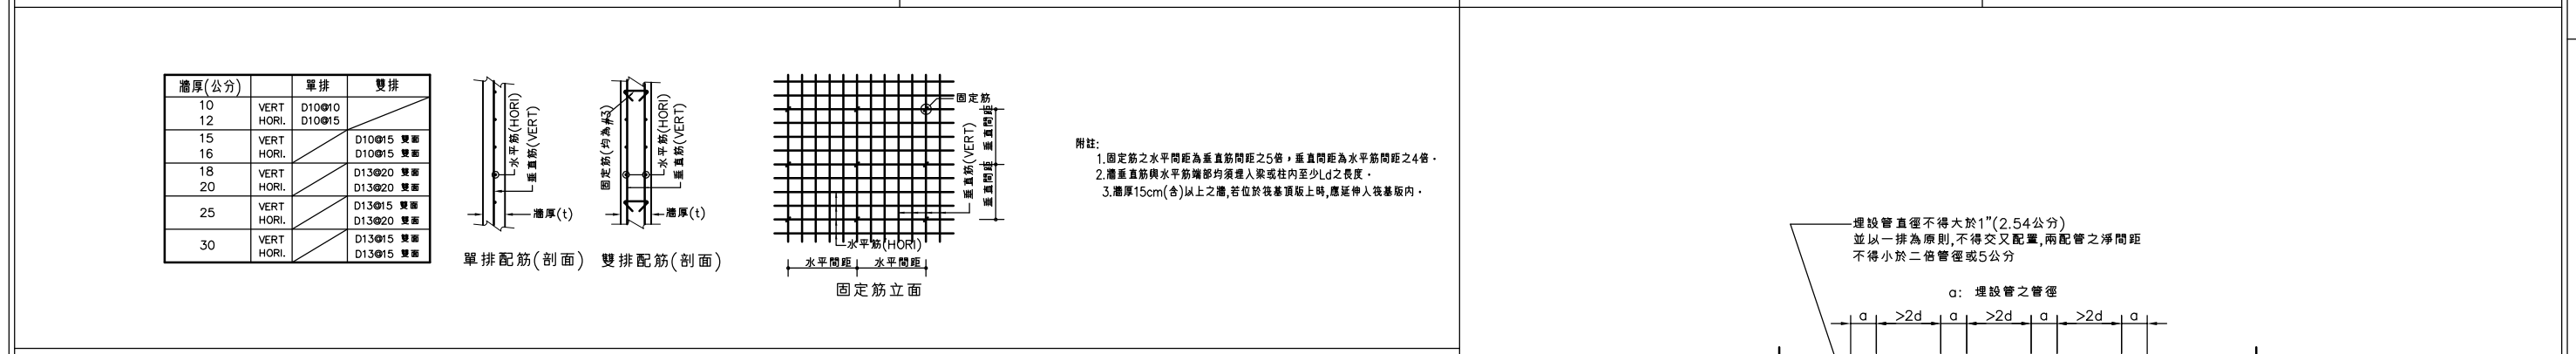 牆厚(公分) 單排 雙排
10 VERT D10@10
12 HORI. D10@15
15 VERT D10@15 雙面
16 HORI. D10@15 雙面
18 VERT D13@20 雙面
20 HORI. D13@20 雙面
25 VERT D13@15 雙面
HORI. D13@20 雙面
30 VERT D13@15 雙面
HORI. D13@15 雙面
水平筋(HORI)
垂直筋(VERT)
牆厚(t)
單排配筋(剖面)
固定筋(均為#3)
水平筋(HORI)
垂直筋(VERT)
牆厚(t)
雙排配筋(剖面)
固定筋
垂直間距
垂直間距
垂直筋(VERT)
水平筋(HORI)
水平間距 水平間距
固定筋立面
附註:
1.固定筋之水平間距為垂直筋間距之5倍，垂直間距為水平筋間距之4倍．
2.牆垂直筋與水平筋端部均須埋入梁或柱內至少Ld之長度．
3.牆厚15cm(含)以上之牆,若位於筏基頂版上時,應延伸入筏基版內．
埋設管直徑不得大於1”(2.54公分)
並以一排為原則,不得交叉配置,兩配管之淨間距
不得小於二倍管徑或5公分
a: 埋設管之管徑
a >2d a >2d a >2d a